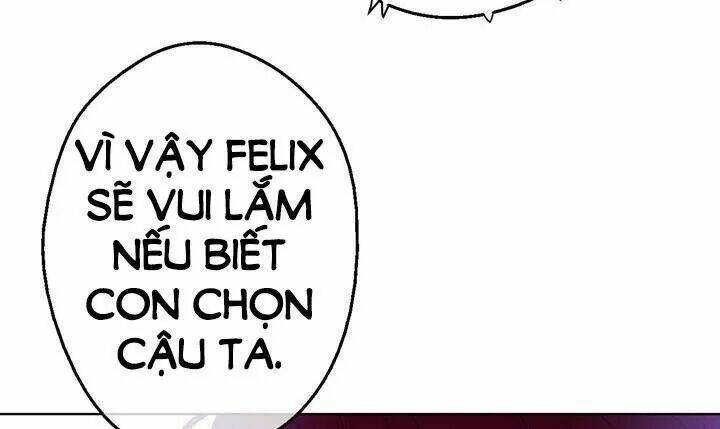 VÌ VẬY FELIX
SẼ VUI LẮM
NẾU BIẾT
CON CHỌN
CẬU TA.